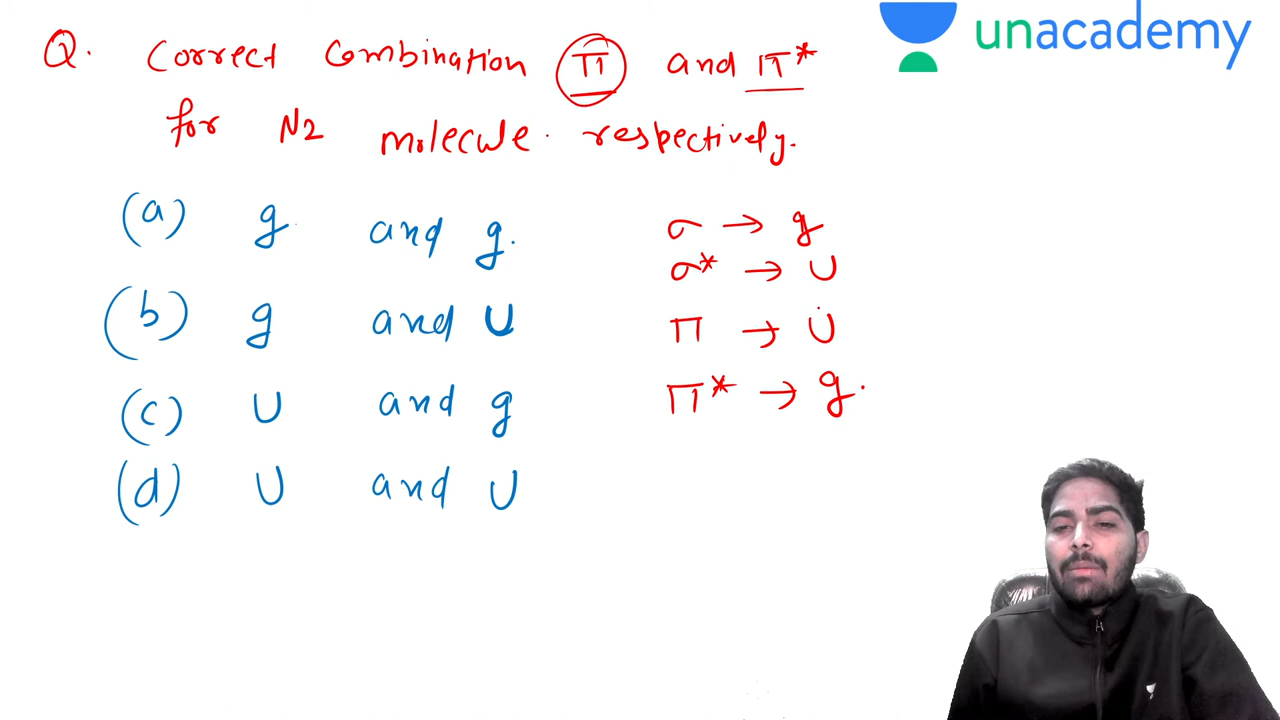 unacademy
Q. Correct Combination π and π*
for N2 molecule. respectively.
(a) g and g.
(b) g and U
(c) U and g
(d) U and U
σ → g
σ* → U
π → U
π* → g.